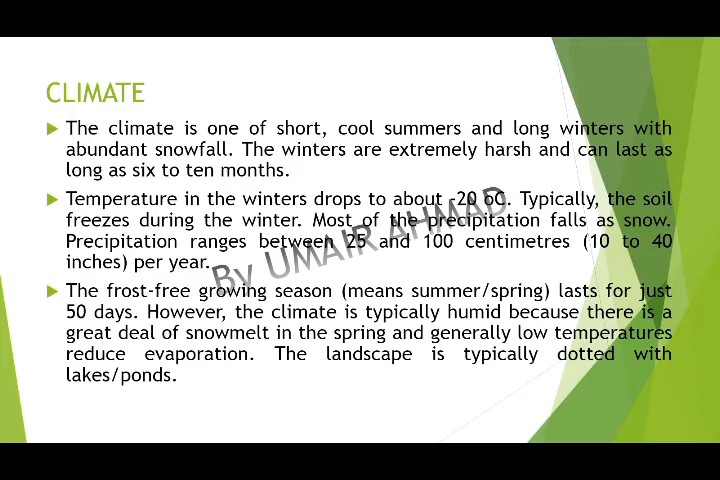 CLIMATE
The climate is one of short, cool summers and long winters with
abundant snowfall. The winters are extremely harsh and can last as
long as six to ten months.
Temperature in the winters drops to about -20 oC. Typically, the soil
freezes during the winter. Most of the precipitation falls as snow.
Precipitation ranges between 25 and 100 centimetres (10 to 40
inches) per year.
The frost-free growing season (means summer/spring) lasts for just
50 days. However, the climate is typically humid because there is a
great deal of snowmelt in the spring and generally low temperatures
reduce evaporation. The landscape is typically dotted with
lakes/ponds.
By UMAIR AHMAD